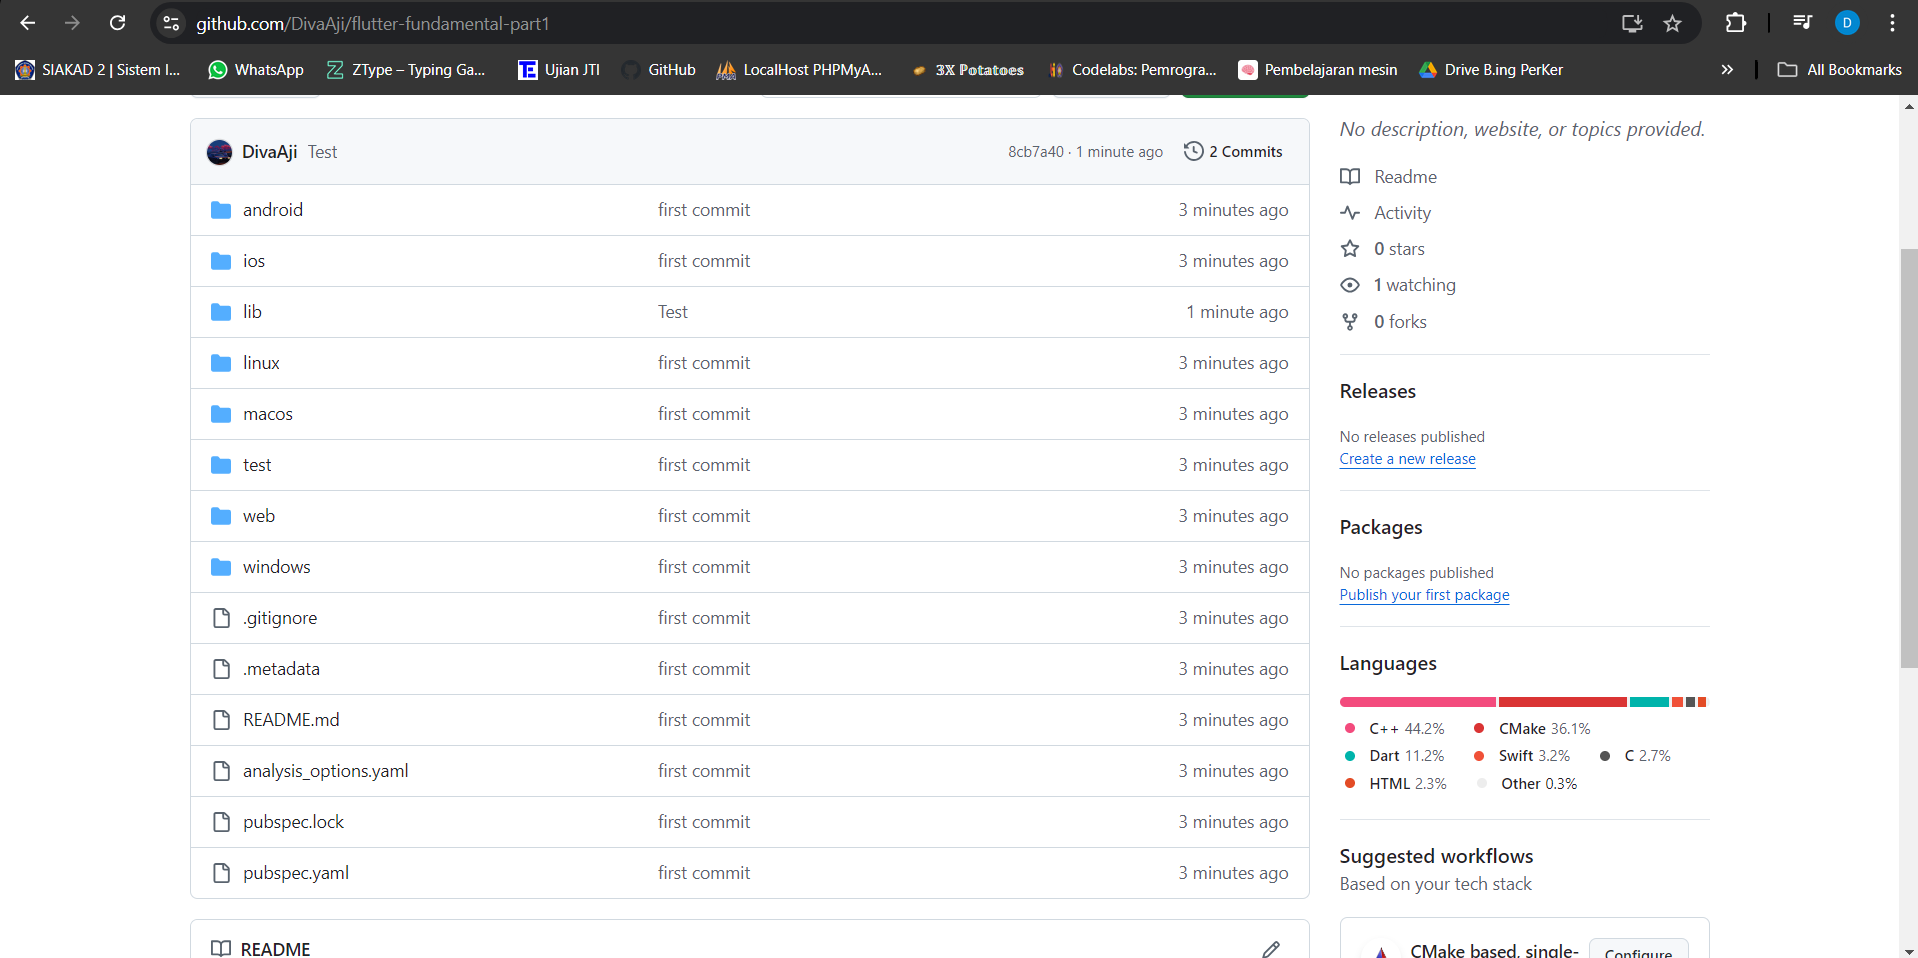 github.com/DivaAji/flutter-fundamental-part1
D
SIAKAD 2 | Sistem I...
WhatsApp
ZType – Typing Ga...
Ujian JTI
GitHub
LocalHost PHPMyA...
3X Potatoes
Codelabs: Pemrogra...
Pembelajaran mesin
Drive B.ing PerKer
All Bookmarks
DivaAji Test 8cb7a40 · 1 minute ago 2 Commits
android first commit 3 minutes ago
ios first commit 3 minutes ago
lib Test 1 minute ago
linux first commit 3 minutes ago
macos first commit 3 minutes ago
test first commit 3 minutes ago
web first commit 3 minutes ago
windows first commit 3 minutes ago
.gitignore first commit 3 minutes ago
.metadata first commit 3 minutes ago
README.md first commit 3 minutes ago
analysis_options.yaml first commit 3 minutes ago
pubspec.lock first commit 3 minutes ago
pubspec.yaml first commit 3 minutes ago
README
No description, website, or topics provided.
Readme
Activity
0 stars
1 watching
0 forks
Releases
No releases published
Create a new release
Packages
No packages published
Publish your first package
Languages
C++ 44.2% CMake 36.1%
Dart 11.2% Swift 3.2% C 2.7%
HTML 2.3% Other 0.3%
Suggested workflows
Based on your tech stack
CMake based, single- Configure